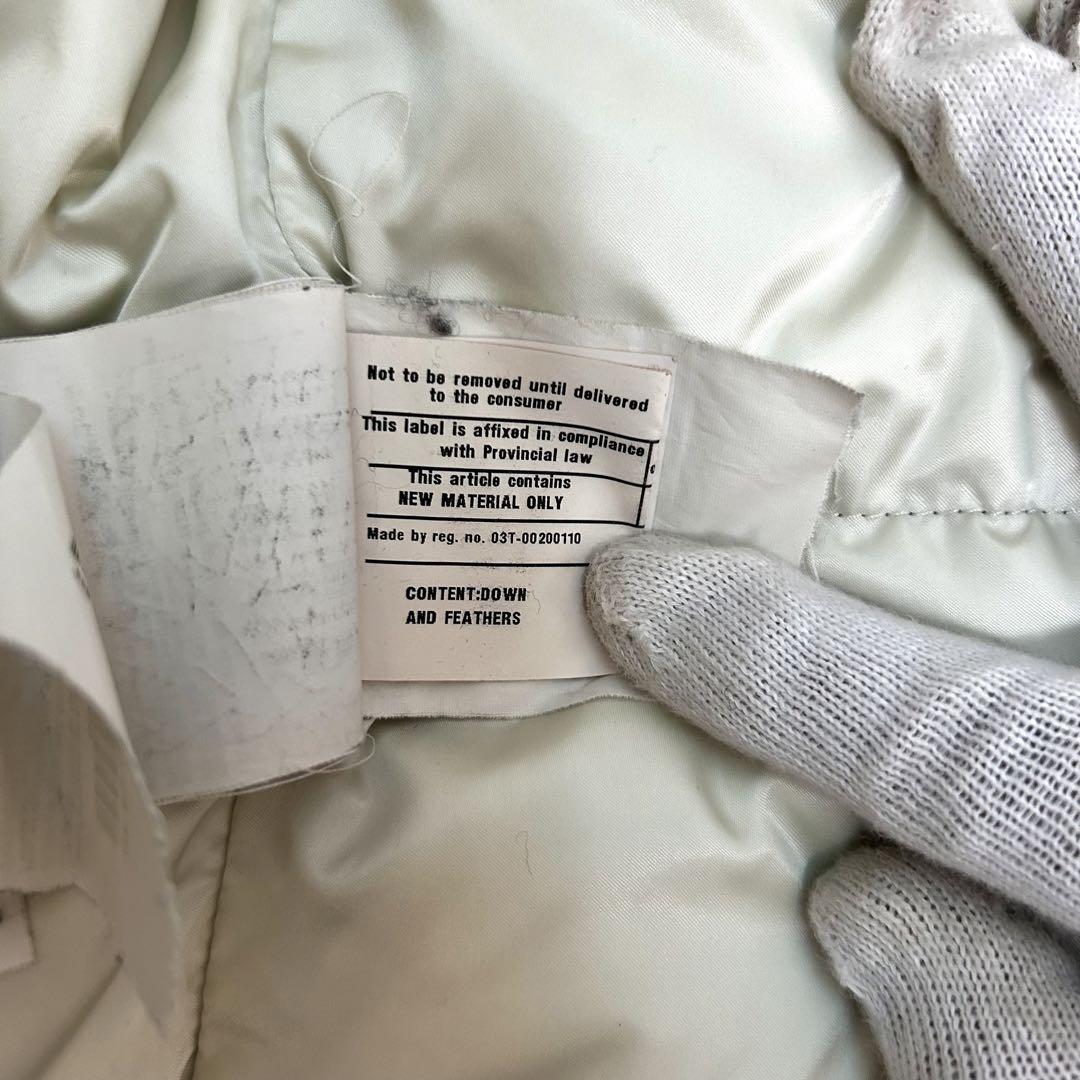 Not to be removed until delivered
to the consumer
This label is affixed in compliance
with Provincial law
This article contains
NEW MATERIAL ONLY
Made by reg. no. 03T-00200110
CONTENT:DOWN
AND FEATHERS